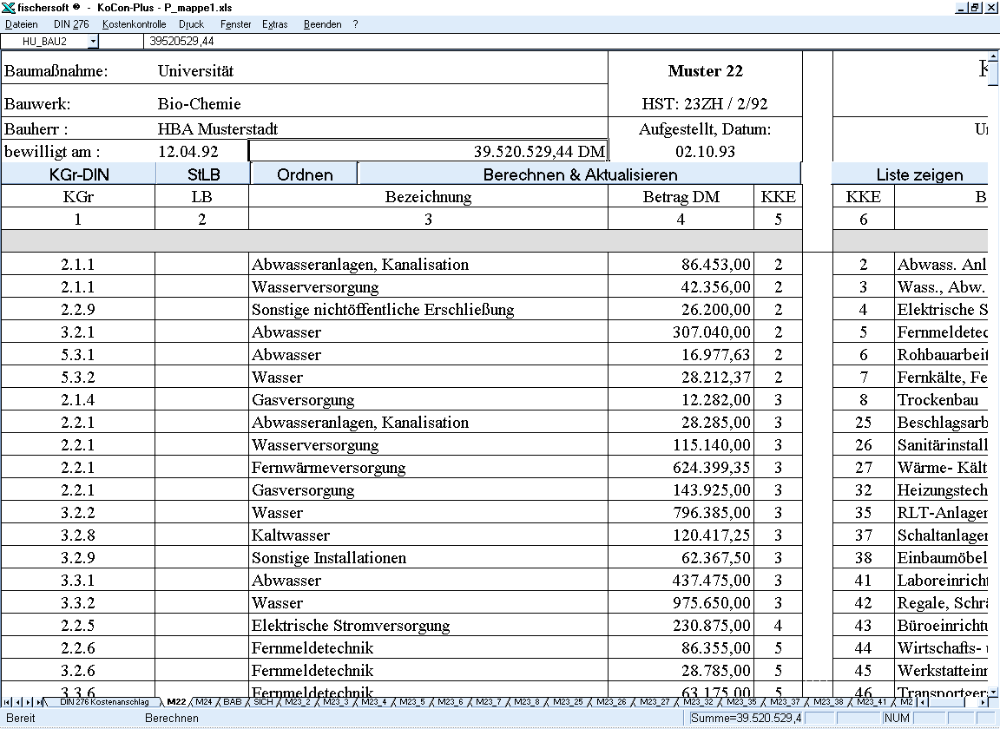 fischersoft ® - KoCon-Plus - P_mappe1.xls
Dateien DIN 276 Kostenkontrolle Druck Fenster Extras Beenden ?
HU_BAU2 39520529,44
Baumaßnahme: Universität Muster 22
Bauwerk: Bio-Chemie HST: 23ZH / 2/92
Bauherr : HBA Musterstadt Aufgestellt, Datum:
bewilligt am : 12.04.92 39.520.529,44 DM 02.10.93
KGr-DIN StLB Ordnen Berechnen & Aktualisieren Liste zeigen
KGr LB Bezeichnung Betrag DM KKE KKE B
1 2 3 4 5 6
2.1.1 Abwasseranlagen, Kanalisation 86.453,00 2 2 Abwass. Anl
2.1.1 Wasserversorgung 42.356,00 2 3 Wass., Abw.
2.2.9 Sonstige nichtöffentliche Erschließung 26.200,00 2 4 Elektrische S
3.2.1 Abwasser 307.040,00 2 5 Fernmeldetec
5.3.1 Abwasser 16.977,63 2 6 Rohbauarbeit
5.3.2 Wasser 28.212,37 2 7 Fernkälte, Fe
2.1.4 Gasversorgung 12.282,00 3 8 Trockenbau
2.2.1 Abwasseranlagen, Kanalisation 28.285,00 3 25 Beschlagsarb
2.2.1 Wasserversorgung 115.140,00 3 26 Sanitärinstall
2.2.1 Fernwärmeversorgung 624.399,35 3 27 Wärme- Kält
2.2.1 Gasversorgung 143.925,00 3 32 Heizungstech
3.2.2 Wasser 796.385,00 3 35 RLT-Anlagen
3.2.8 Kaltwasser 120.417,25 3 37 Schaltanlagen
3.2.9 Sonstige Installationen 62.367,50 3 38 Einbaumöbel
3.3.1 Abwasser 437.475,00 3 41 Laboreinricht
3.3.2 Wasser 975.650,00 3 42 Regale, Schrä
2.2.5 Elektrische Stromversorgung 230.875,00 4 43 Büroeinrichtu
2.2.6 Fernmeldetechnik 86.355,00 5 44 Wirtschafts- u
3.2.6 Fernmeldetechnik 28.785,00 5 45 Werkstatteinr
3.3.6 Fernmeldetechnik 63.175,00 5 46 Transportger
DIN 276 Kostenanschlag M22 M24 BAB SICH M23_2 M23_3 M23_4 M23_5 M23_6 M23_7 M23_8 M23_25 M23_26 M23_27 M23_32 M23_35 M23_37 M23_38 M23_41 M2
Bereit Berechnen Summe=39.520.529,4 NUM